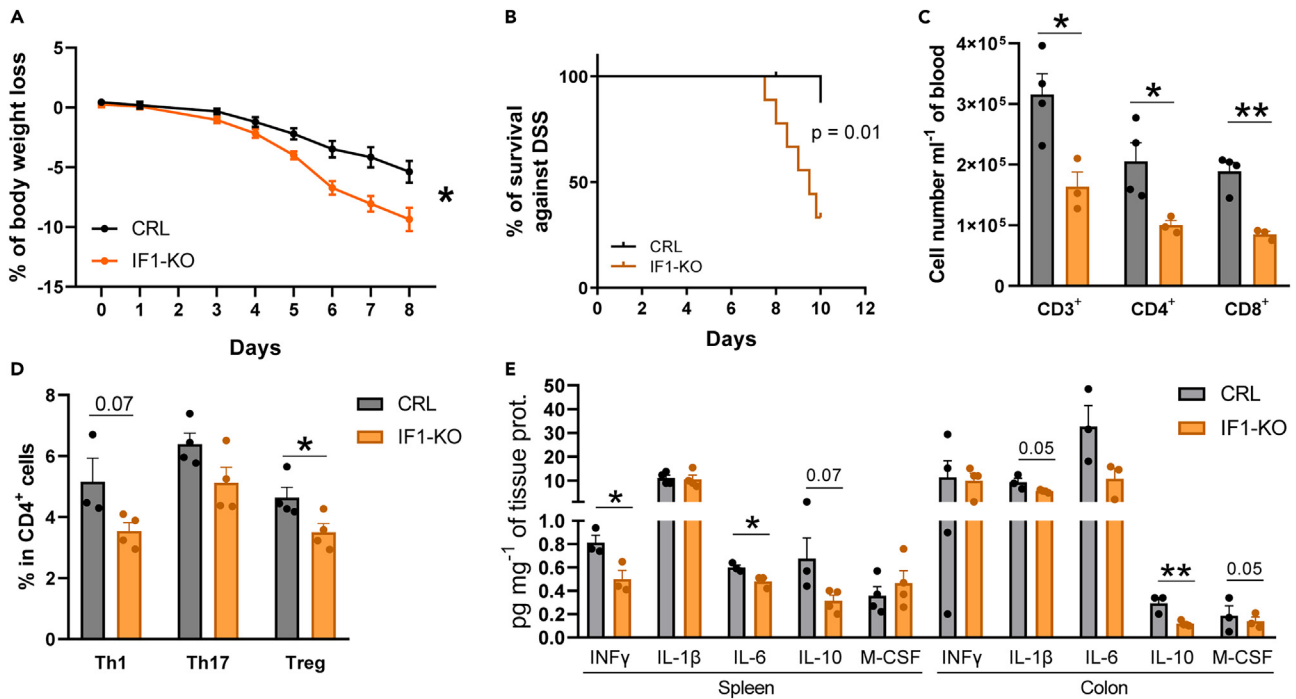 A
% of body weight loss
5
0
-5
-10
-15
CRL
IF1-KO
*
0 1 2 3 4 5 6 7 8
Days
B
% of survival
against DSS
100
50
0
p = 0.01
CRL
IF1-KO
0 2 4 6 8 10 12
Days
C
Cell number ml⁻¹ of blood
4×10⁵
3×10⁵
2×10⁵
1×10⁵
0
* * **
CD3⁺ CD4⁺ CD8⁺
D
% in CD4⁺ cells
8
6
4
2
0
0.07 *
Th1 Th17 Treg
CRL
IF1-KO
E
pg mg⁻¹ of tissue prot.
50
40
30
20
10
0.8
0.6
0.4
0.2
0.0
* * 0.07 0.05 ** 0.05
CRL
IF1-KO
INFγ IL-1β IL-6 IL-10 M-CSF INFγ IL-1β IL-6 IL-10 M-CSF
Spleen Colon